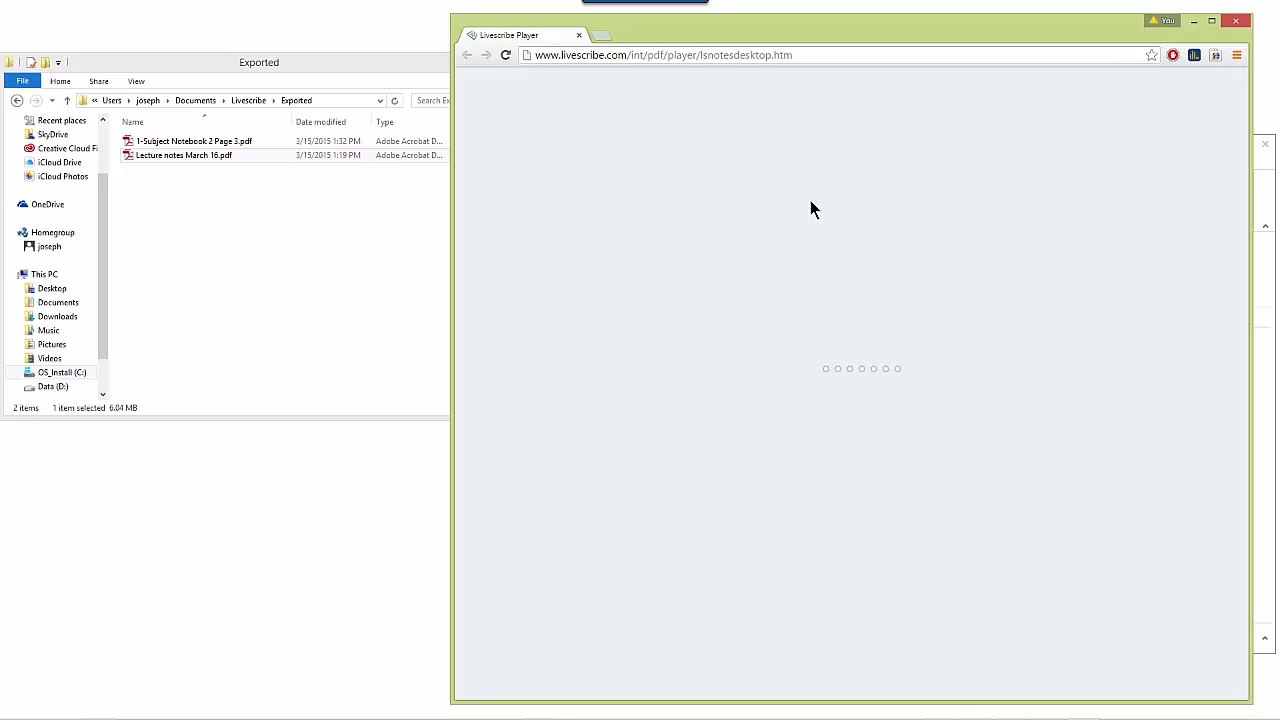 You
Livescribe Player
www.livescribe.com/int/pdf/player/lsnotesdesktop.htm
Exported
File Home Share View
« Users › joseph › Documents › Livescribe › Exported
Search Ex
Name Date modified Type
Recent places
SkyDrive
Creative Cloud Fi
iCloud Drive
iCloud Photos
OneDrive
Homegroup
joseph
This PC
Desktop
Documents
Downloads
Music
Pictures
Videos
OS_Install (C:)
Data (D:)
1-Subject Notebook 2 Page 3.pdf 3/15/2015 1:32 PM Adobe Acrobat D...
Lecture notes March 16.pdf 3/15/2015 1:19 PM Adobe Acrobat D...
2 items 1 item selected 6.04 MB